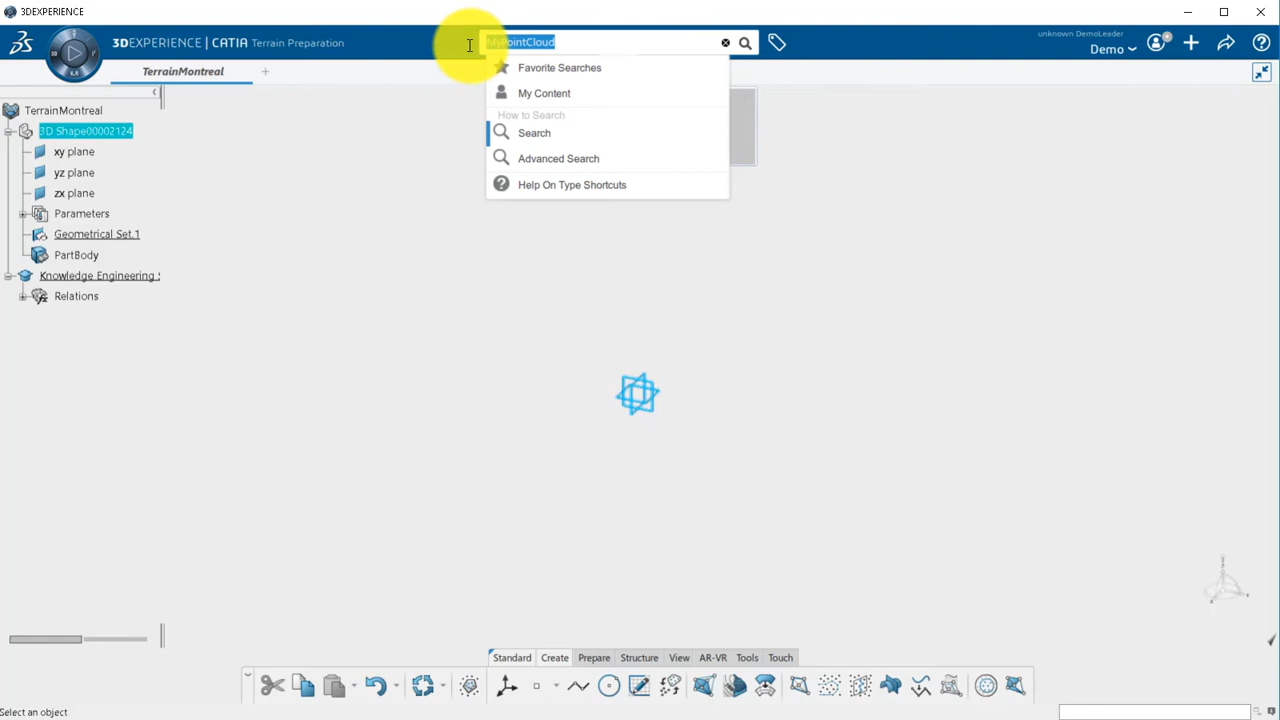 3DEXPERIENCE
3DEXPERIENCE | CATIA Terrain Preparation
MyPointCloud
unknown DemoLeader
Demo
TerrainMontreal
+
Favorite Searches
My Content
How to Search
Search
Advanced Search
Help On Type Shortcuts
TerrainMontreal
3D Shape00002124
xy plane
yz plane
zx plane
Parameters
Geometrical Set.1
PartBody
Knowledge Engineering
Relations
Standard Create Prepare Structure View AR-VR Tools Touch
Select an object